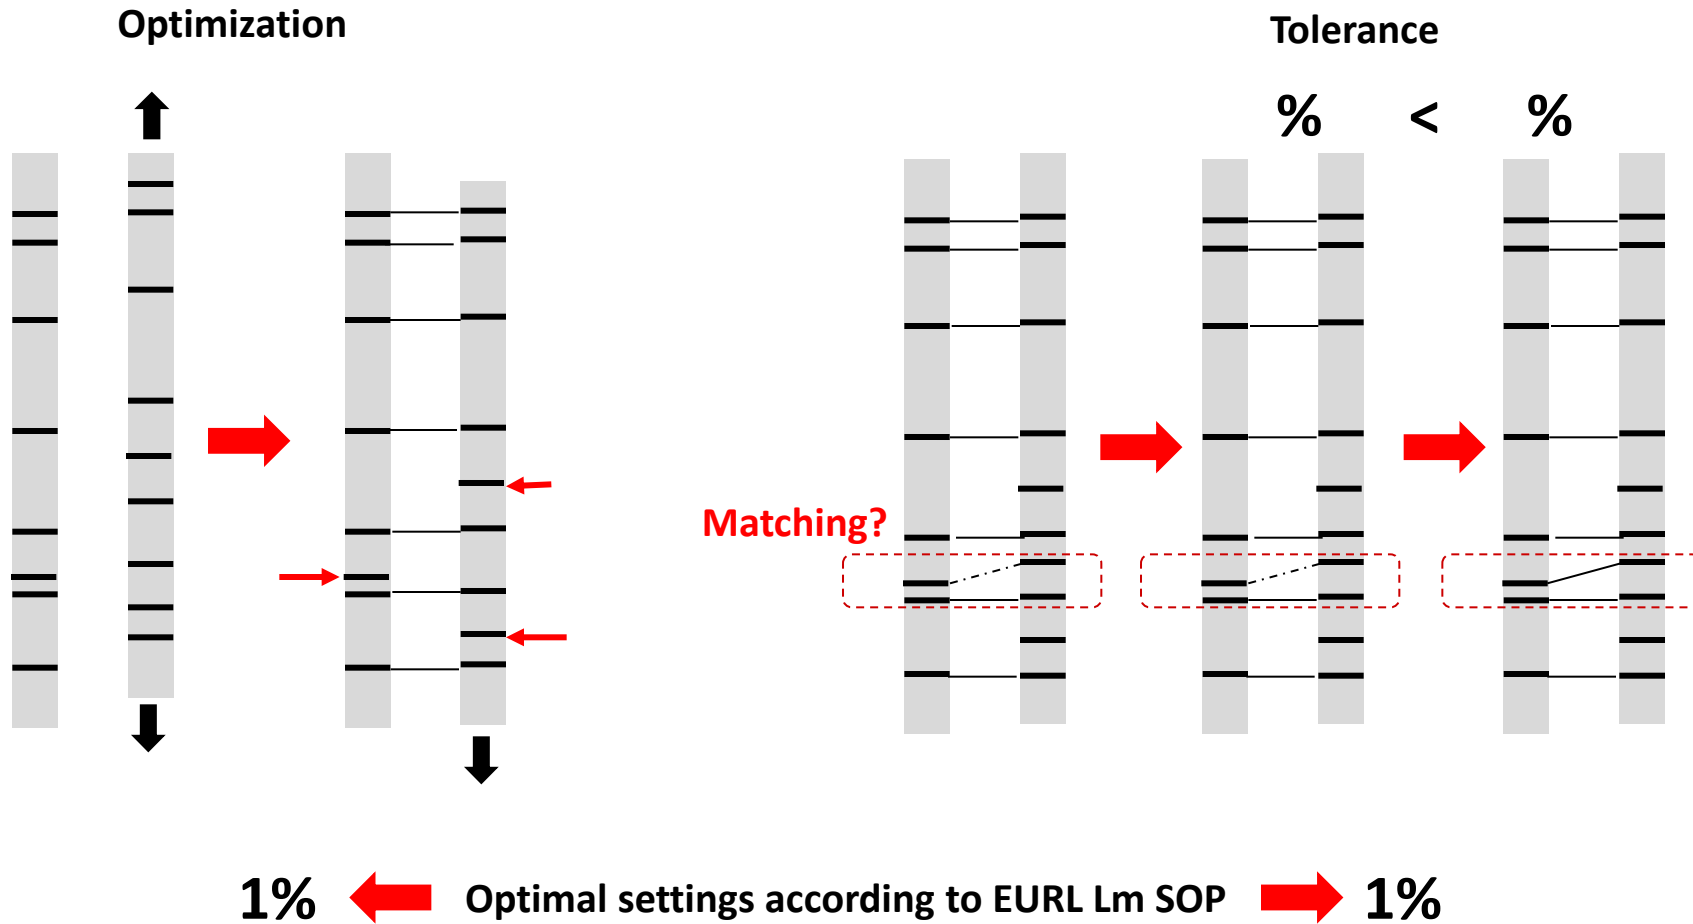 Optimization
Tolerance
% < %
Matching?
1% Optimal settings according to EURL Lm SOP 1%